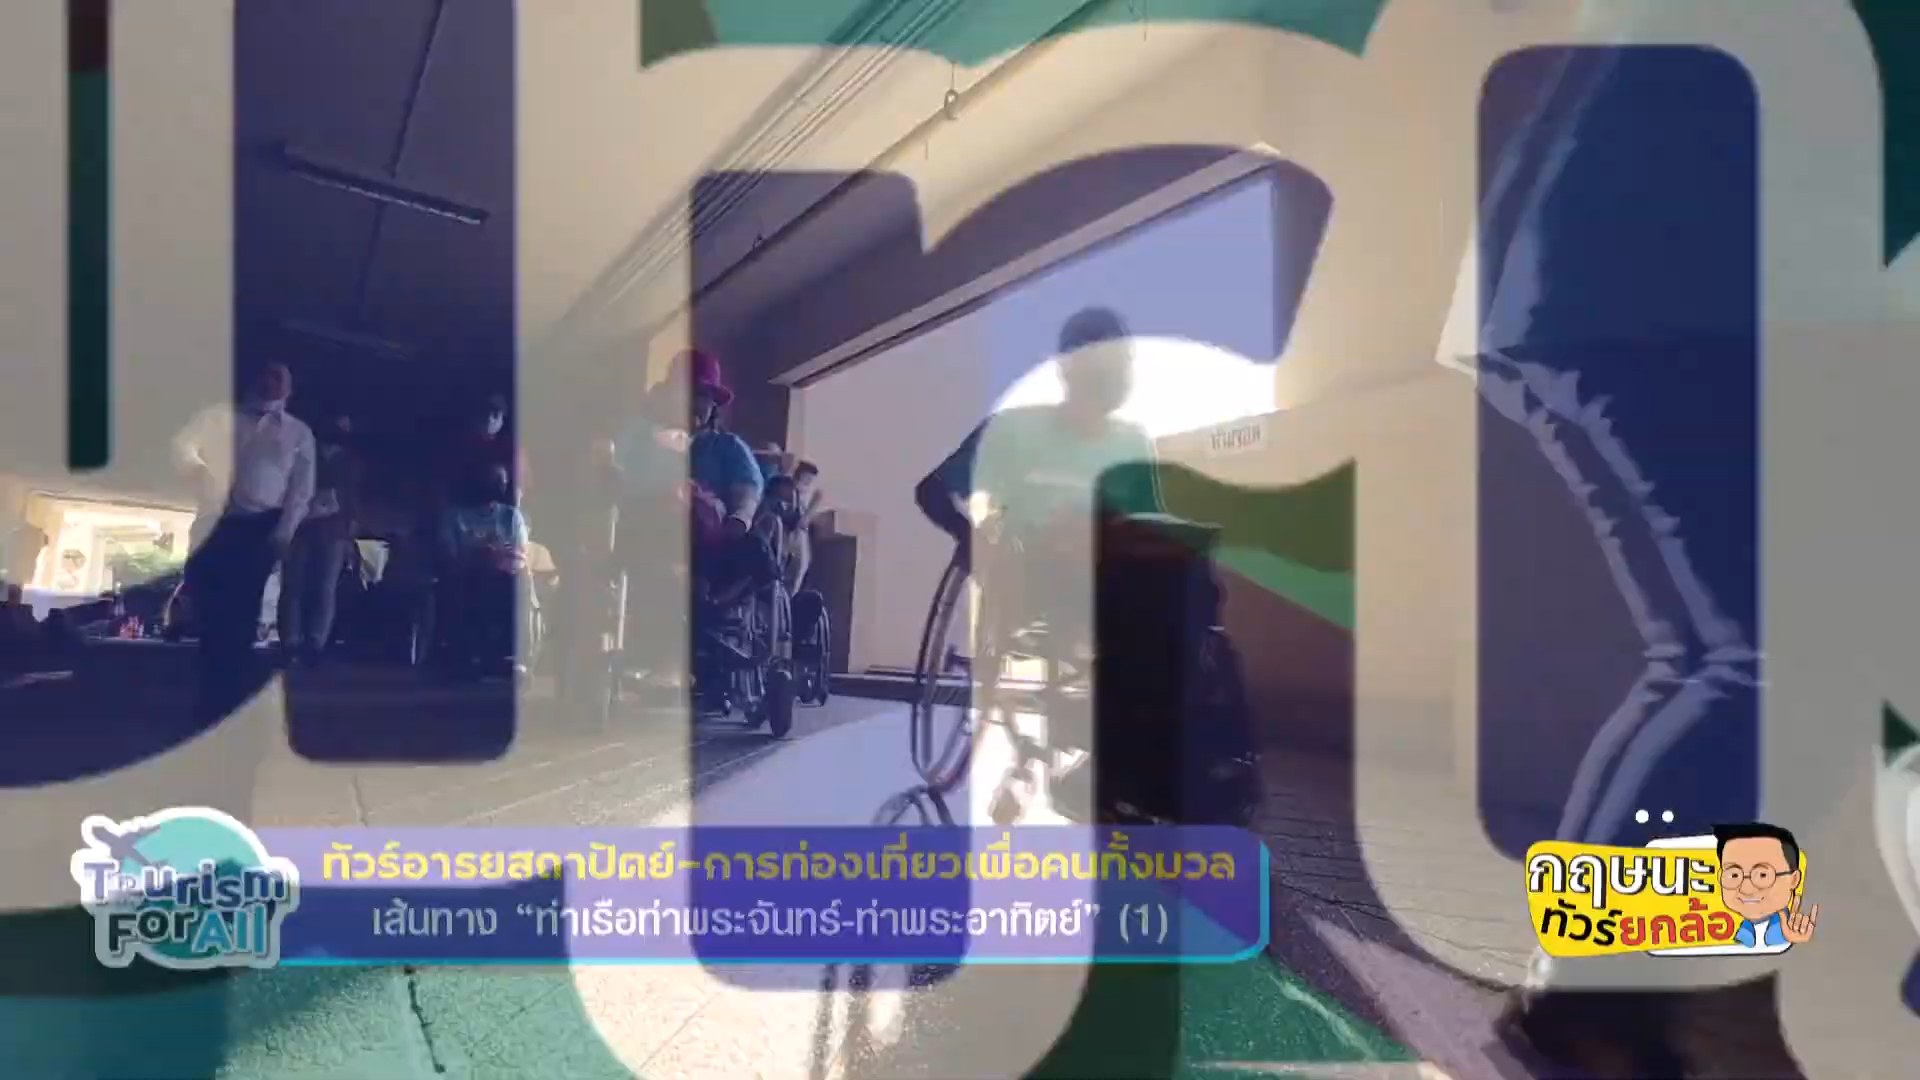 Tourism
For All
ทัวร์อารยสถาปัตย์-การท่องเที่ยวเพื่อคนทั้งมวล
เส้นทาง “ท่าเรือท่าพระจันทร์-ท่าพระอาทิตย์” (1)
กฤษนะ
ทัวร์ยกล้อ